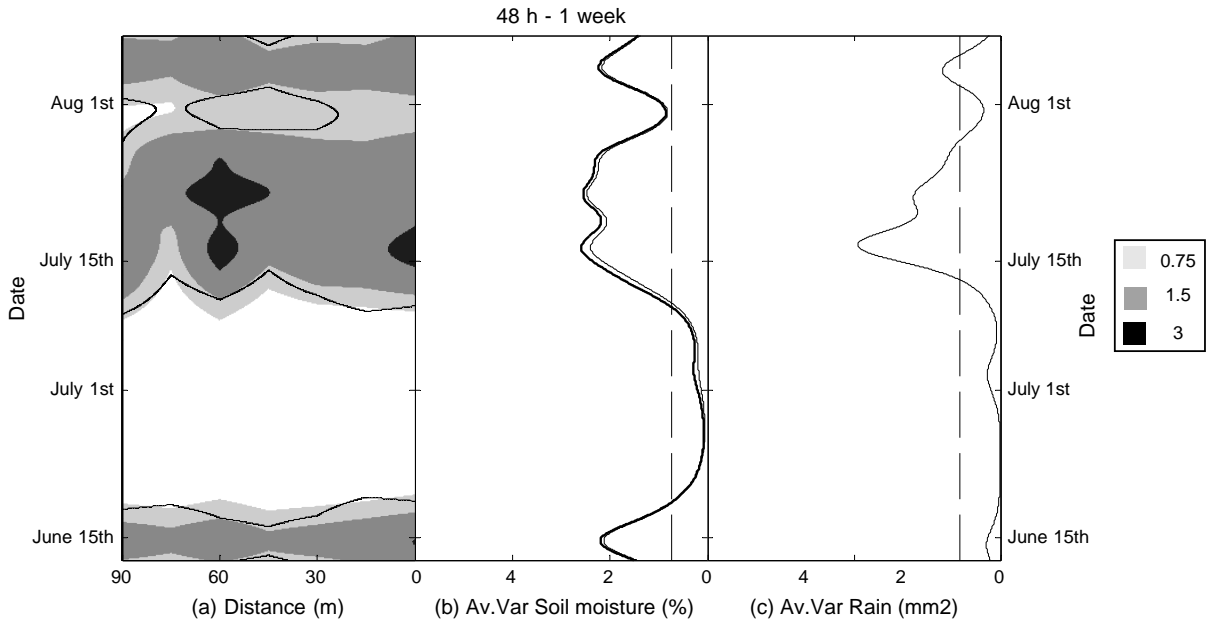 48 h - 1 week
Aug 1st
July 15th
July 1st
June 15th
Date
90 60 30 0
(a) Distance (m)
4 2 0
(b) Av.Var Soil moisture (%)
4 2 0
(c) Av.Var Rain (mm2)
Aug 1st
July 15th
July 1st
June 15th
Date
0.75
1.5
3